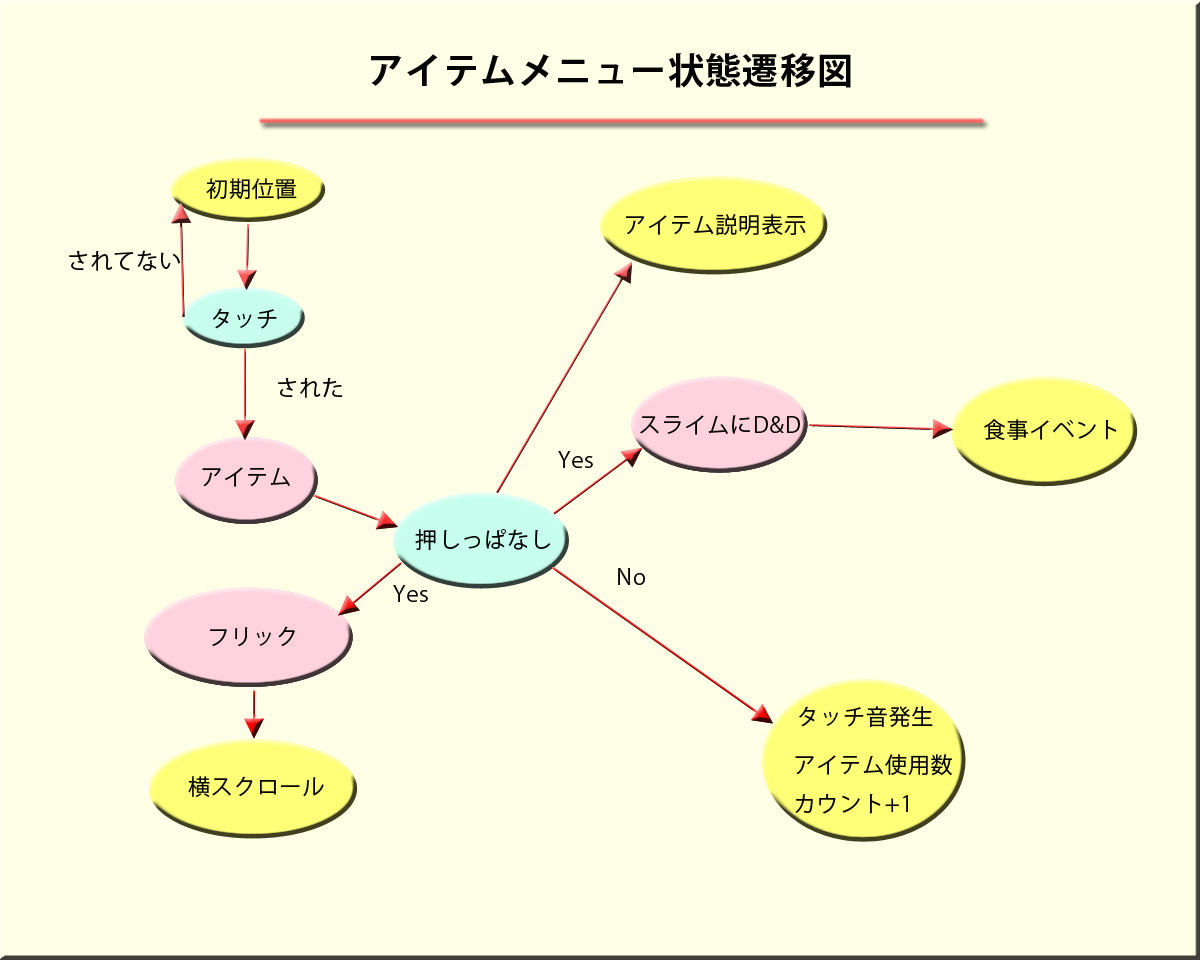 アイテムメニュー状態遷移図
初期位置
されてない
タッチ
された
アイテム
アイテム説明表示
スライムにD&D
食事イベント
Yes
押しっぱなし
Yes
No
フリック
横スクロール
タッチ音発生
アイテム使用数
カウント+1